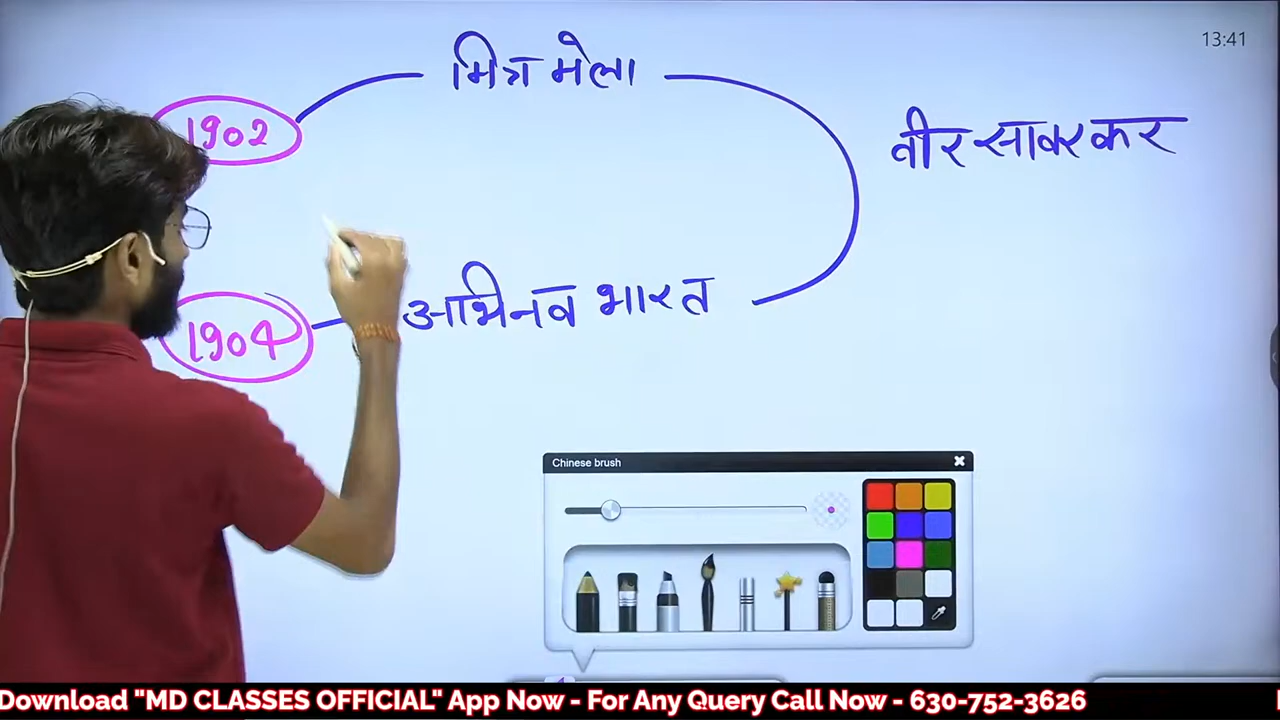 13:41
मित्र मेला
1902
वीर सावरकर
अभिनव भारत
1904
Chinese brush
Download "MD CLASSES OFFICIAL" App Now - For Any Query Call Now - 630-752-3626